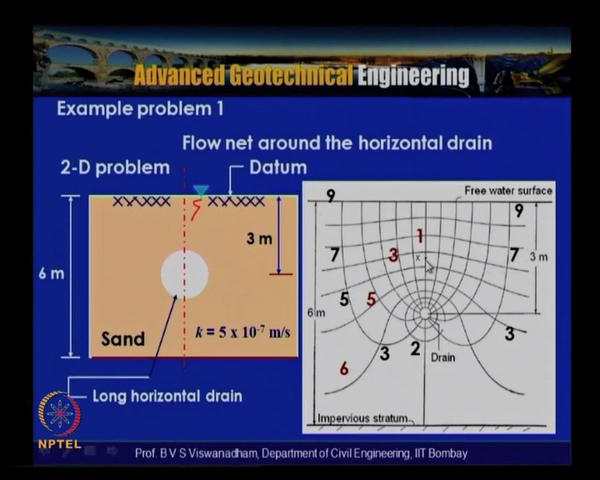 Advanced Geotechnical Engineering
Example problem 1
Flow net around the horizontal drain
2-D problem
Datum
3 m
6 m
Sand
k = 5 x 10⁻⁷ m/s
Long horizontal drain
Free water surface
9
9
1
7
3
x
7
3 m
5
5
6 m
3
3
2
Drain
6
Impervious stratum
NPTEL
Prof. B V S Viswanadham, Department of Civil Engineering, IIT Bombay